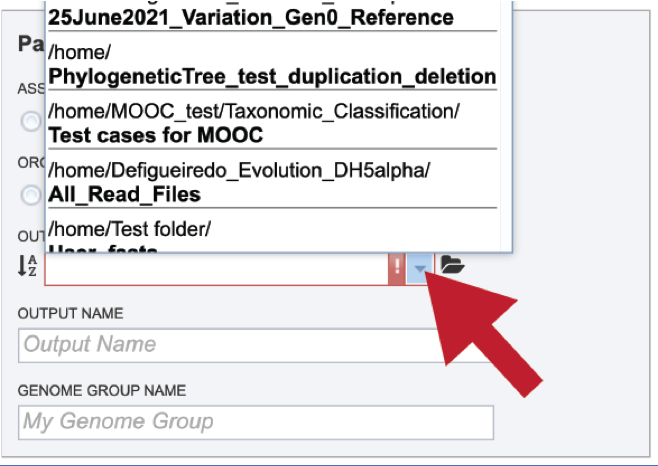 25June2021_Variation_Gen0_Reference
Pa
/home/
PhylogeneticTree_test_duplication_deletion
ASS
/home/MOOC_test/Taxonomic_Classification/
Test cases for MOOC
ORG
/home/Defigueiredo_Evolution_DH5alpha/
All_Read_Files
/home/Test folder/
OUT
A
Z
!
OUTPUT NAME
Output Name
GENOME GROUP NAME
My Genome Group